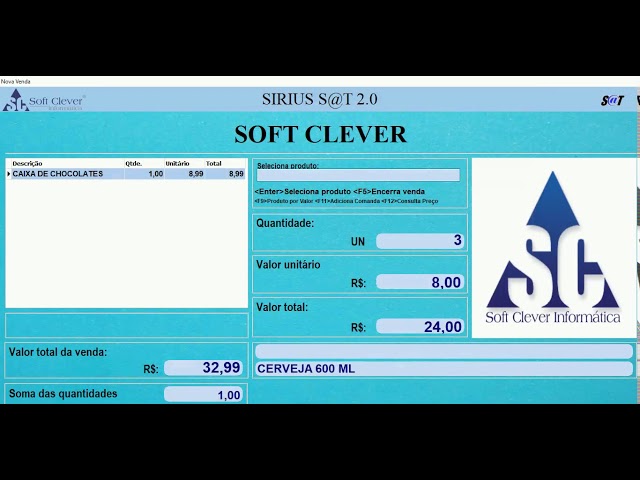 Nova Venda
Soft Clever
SIRIUS S@T 2.0
S@T
SOFT CLEVER
Descrição Qtde. Unitário Total
CAIXA DE CHOCOLATES 1,00 8,99 8,99
Seleciona produto:
<Enter>Seleciona produto <F5>Encerra venda
<F9>Produto por Valor <F11>Adiciona Comanda <F12>Consulta Preço
Quantidade:
UN 3
Valor unitário
R$: 8,00
Valor total:
R$: 24,00
SC
Soft Clever Informática
Valor total da venda:
R$: 32,99
CERVEJA 600 ML
Soma das quantidades 1,00